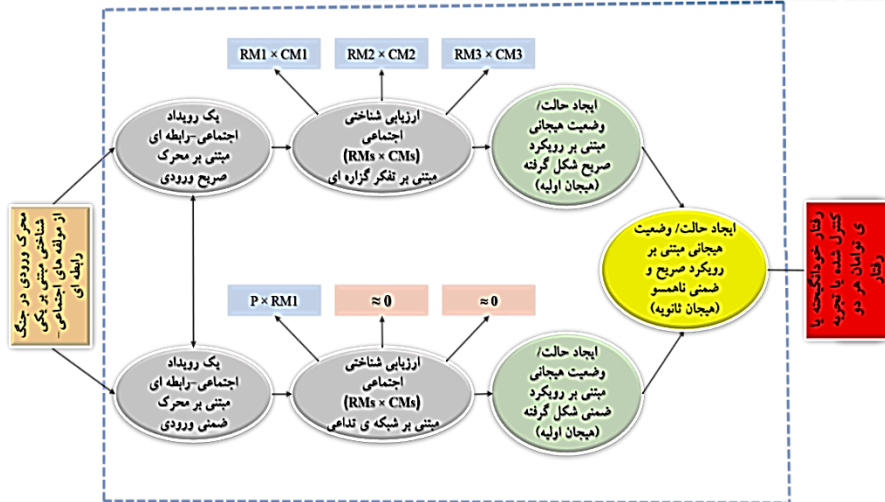 RM1 × CM1
RM2 × CM2
RM3 × CM3
یک رویداد
اجتماعی-رابطه ای
مبتنی بر محرک
صریح ورودی
ارزیابی شناختی
اجتماعی
(RMs × CMs)
مبتنی بر تفکر گزاره ای
ایجاد حالت/
وضعیت هیجانی
مبتنی بر رویکرد
صریح شکل گرفته
(هیجان اولیه)
محرک ورودی در جنگ
شناختی مبتنی بر یکی
از مولفه های اجتماعی-
رابطه ای
ایجاد حالت/ وضعیت
هیجانی مبتنی بر
رویکرد صریح و
ضمنی ناهمسو
(هیجان ثانویه)
رفتار خودانگیخته یا
کنترل شده یا تجربه
ی توامان هر دو
رفتار
P × RM1
≈ 0
≈ 0
یک رویداد
اجتماعی-رابطه ای
مبتنی بر محرک
ضمنی ورودی
ارزیابی شناختی
اجتماعی
(RMs × CMs)
مبتنی بر شبکه ی تداعی
ایجاد حالت/
وضعیت هیجانی
مبتنی بر رویکرد
ضمنی شکل گرفته
(هیجان اولیه)